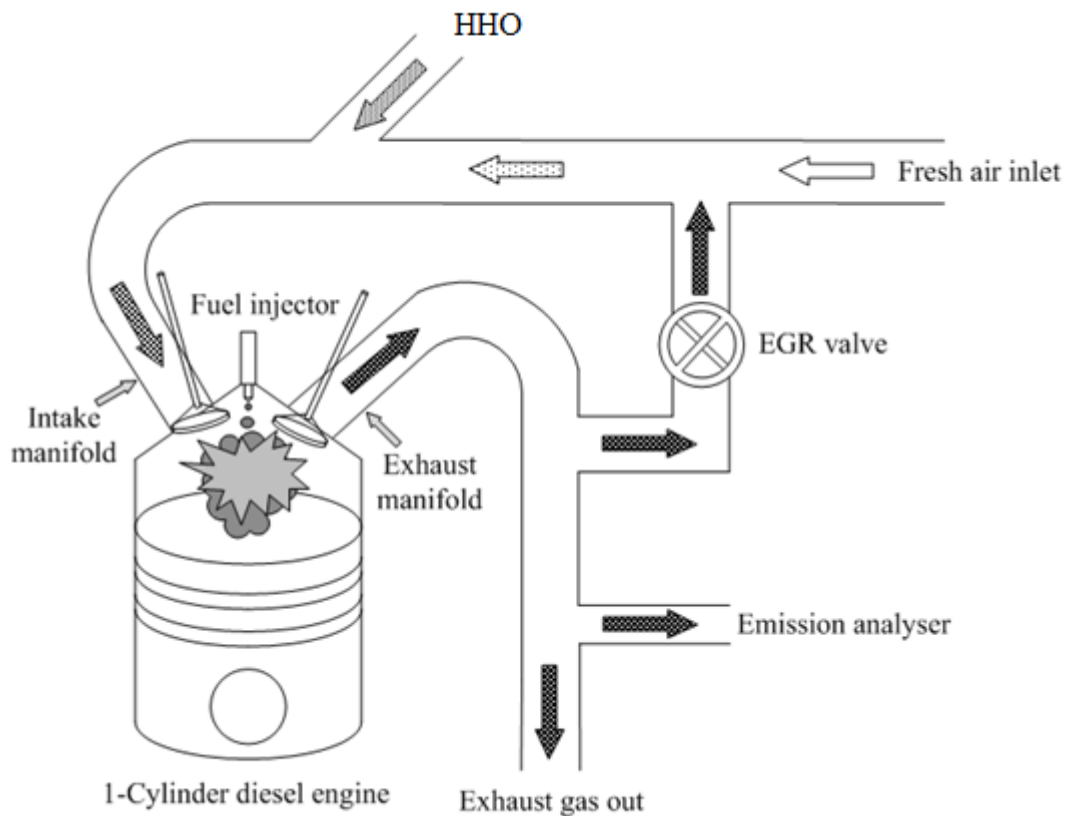 HHO
Fresh air inlet
Fuel injector
EGR valve
Intake
manifold
Exhaust
manifold
Emission analyser
1-Cylinder diesel engine
Exhaust gas out